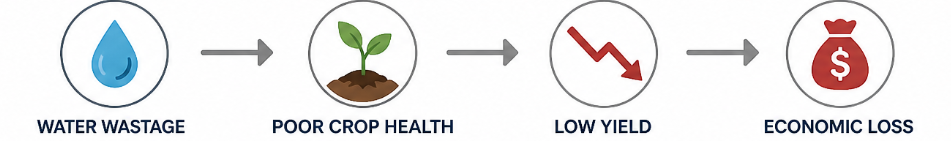 $
WATER WASTAGE
POOR CROP HEALTH
LOW YIELD
ECONOMIC LOSS